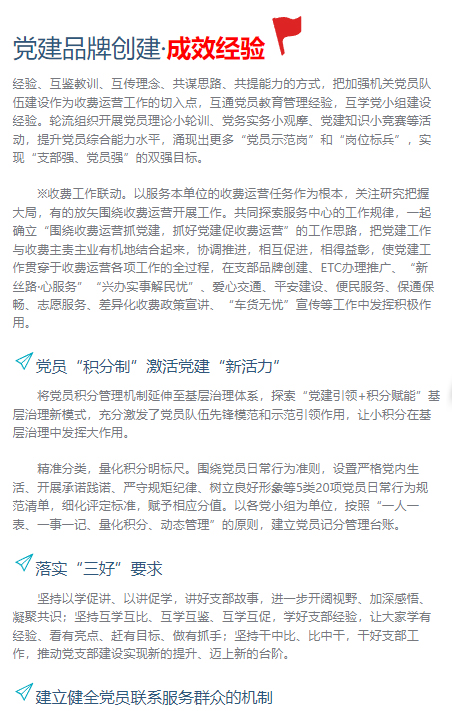 党建品牌创建·成效经验
经验、互鉴教训、互传理念、共谋思路、共提能力的方式，把加强机关党员队
伍建设作为收费运营工作的切入点，互通党员教育管理经验，互学党小组建设
经验。轮流组织开展党员理论小轮训、党务实务小观摩、党建知识小竞赛等活
动，提升党员综合能力水平，涌现出更多“党员示范岗”和“岗位标兵”，实
现“支部强、党员强”的双强目标。
※收费工作联动。以服务本单位的收费运营任务作为根本，关注研究把握
大局，有的放矢围绕收费运营开展工作。共同探索服务中心的工作规律，一起
确立“围绕收费运营抓党建，抓好党建促收费运营”的工作思路，把党建工作
与收费主责主业有机地结合起来，协调推进，相互促进，相得益彰，使党建工
作贯穿于收费运营各项工作的全过程，在支部品牌创建、ETC办理推广、“新
丝路·心服务”“兴办实事解民忧”、爱心交通、平安建设、便民服务、保通保
畅、志愿服务、差异化收费政策宣讲、“车货无忧”宣传等工作中发挥积极作
用。
党员“积分制”激活党建“新活力”
将党员积分管理机制延伸至基层治理体系，探索“党建引领+积分赋能”基
层治理新模式，充分激发了党员队伍先锋模范和示范引领作用，让小积分在基
层治理中发挥大作用。
精准分类，量化积分明标尺。围绕党员日常行为准则，设置严格党内生
活、开展承诺践诺、严守规矩纪律、树立良好形象等5类20项党员日常行为规
范清单，细化评定标准，赋予相应分值。以各党小组为单位，按照“一人一
表、一事一记、量化积分、动态管理”的原则，建立党员记分管理台账。
落实“三好”要求
坚持以学促讲、以讲促学，讲好支部故事，进一步开阔视野、加深感悟、
凝聚共识；坚持互学互比、互学互鉴、互学互促，学好支部经验，让大家学有
经验、看有亮点、赶有目标、做有抓手；坚持干中比、比中干，干好支部工
作，推动党支部建设实现新的提升、迈上新的台阶。
建立健全党员联系服务群众的机制